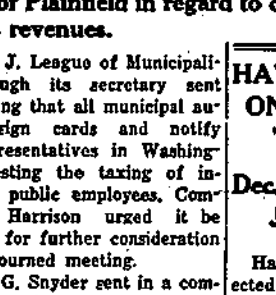 or Plainfield in regard to
revenues.
J. League of Municipali-
ugh its secretary sent
ing that all municipal au-
eign cards and notify
resentatives in Washing-
sting the taxing of in-
public employees. Com-
Harrison urged it be
for further consideration
ourned meeting.
G. Snyder sent in a com-
HA
ON
Dec
J
Ha
ected